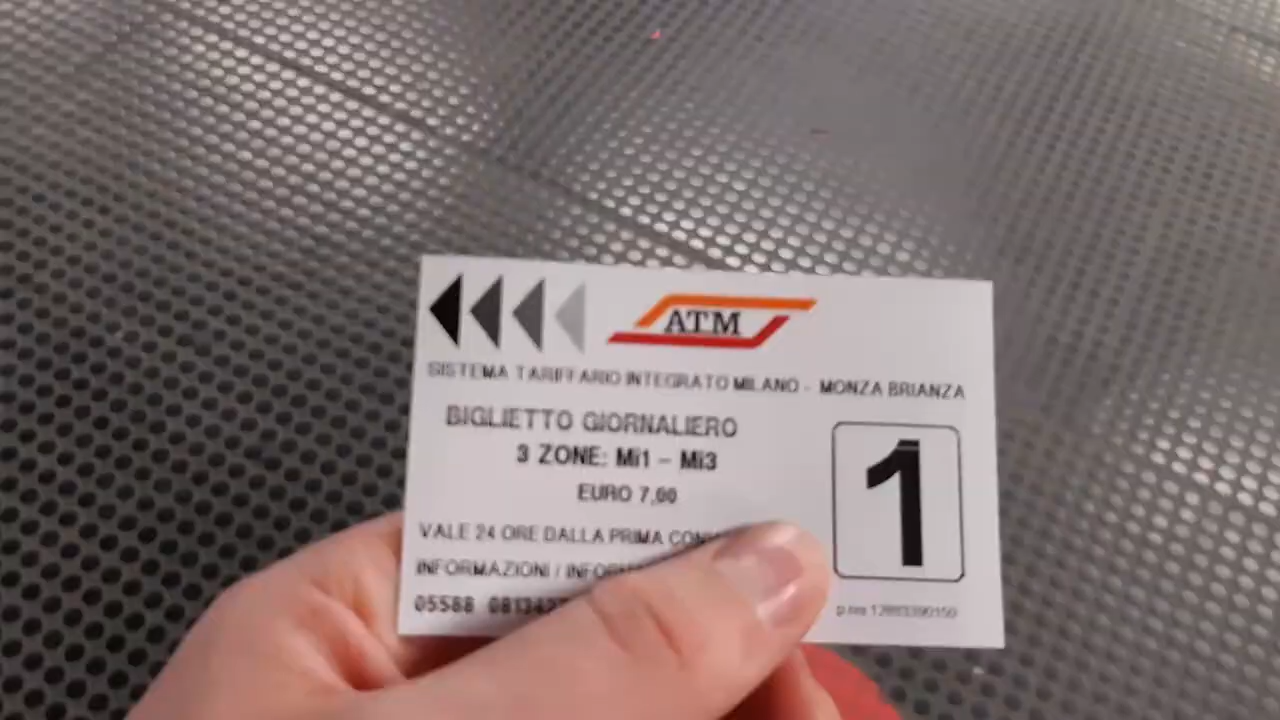 ATM
SISTEMA TARIFFARIO INTEGRATO MILANO - MONZA BRIANZA
BIGLIETTO GIORNALIERO
3 ZONE: Mi1 - Mi3
EURO 7,60
1
VALE 24 ORE DALLA PRIMA
INFORMAZIONI /
05588